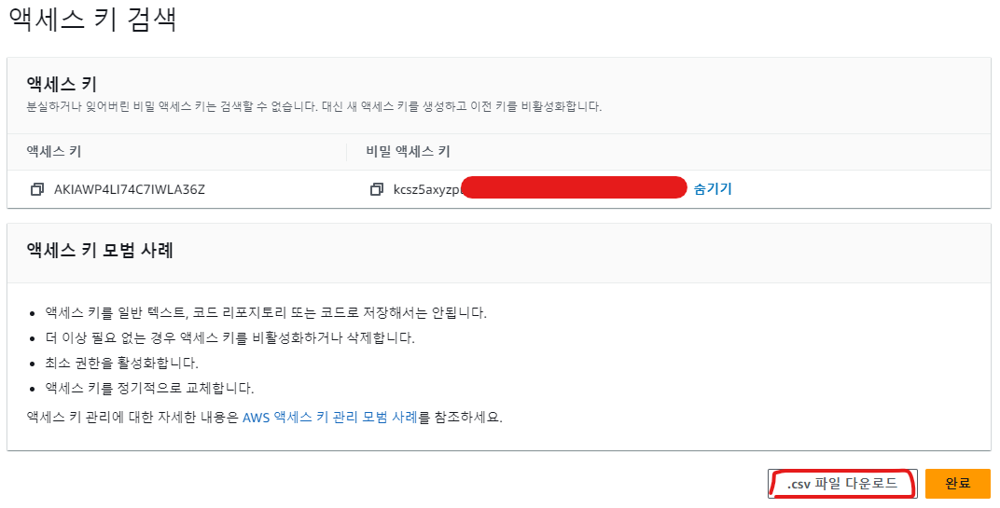 액세스 키 검색
액세스 키
분실하거나 잊어버린 비밀 액세스 키는 검색할 수 없습니다. 대신 새 액세스 키를 생성하고 이전 키를 비활성화합니다.
액세스 키 비밀 액세스 키
AKIAWP4LI74C7IWLA36Z kcsz5axyzp 숨기기
액세스 키 모범 사례
• 액세스 키를 일반 텍스트, 코드 리포지토리 또는 코드로 저장해서는 안됩니다.
• 더 이상 필요 없는 경우 액세스 키를 비활성화하거나 삭제합니다.
• 최소 권한을 활성화합니다.
• 액세스 키를 정기적으로 교체합니다.
액세스 키 관리에 대한 자세한 내용은 AWS 액세스 키 관리 모범 사례를 참조하세요.
.csv 파일 다운로드 완료